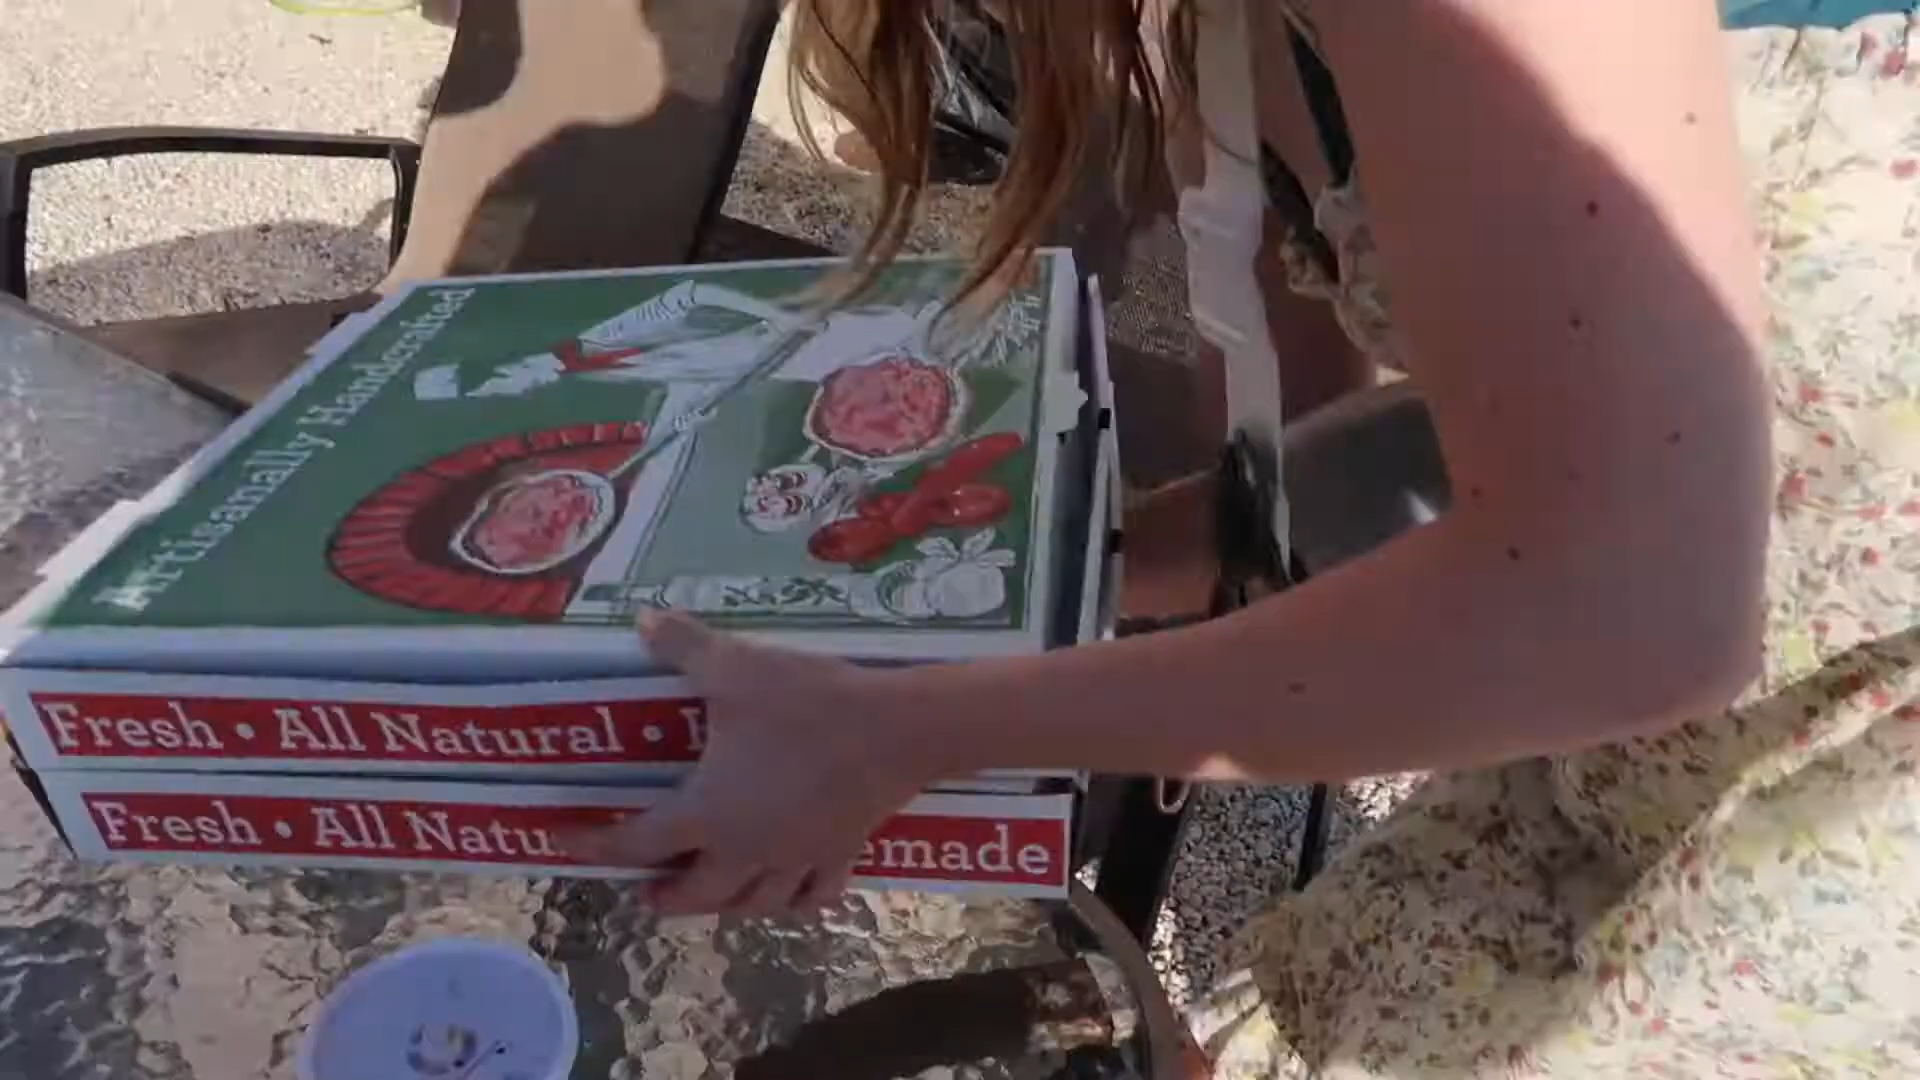 Artisanally Handcrafted
Fresh • All Natural •
Fresh • All Natu emade